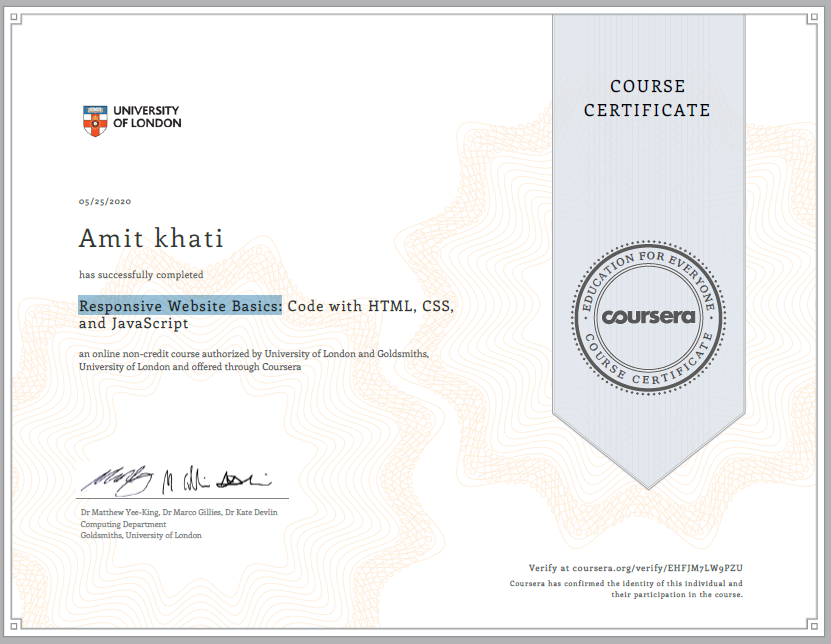 COURSE
CERTIFICATE
UNIVERSITY
OF LONDON
05/25/2020
Amit khati
has successfully completed
Responsive Website Basics: Code with HTML, CSS,
and JavaScript
an online non-credit course authorized by University of London and Goldsmiths,
University of London and offered through Coursera
EDUCATION FOR EVERYONE
coursera
COURSE CERTIFICATE
Dr Matthew Yee-King, Dr Marco Gillies, Dr Kate Devlin
Computing Department
Goldsmiths, University of London
Verify at coursera.org/verify/EHFJM7LW9PZU
Coursera has confirmed the identity of this individual and
their participation in the course.